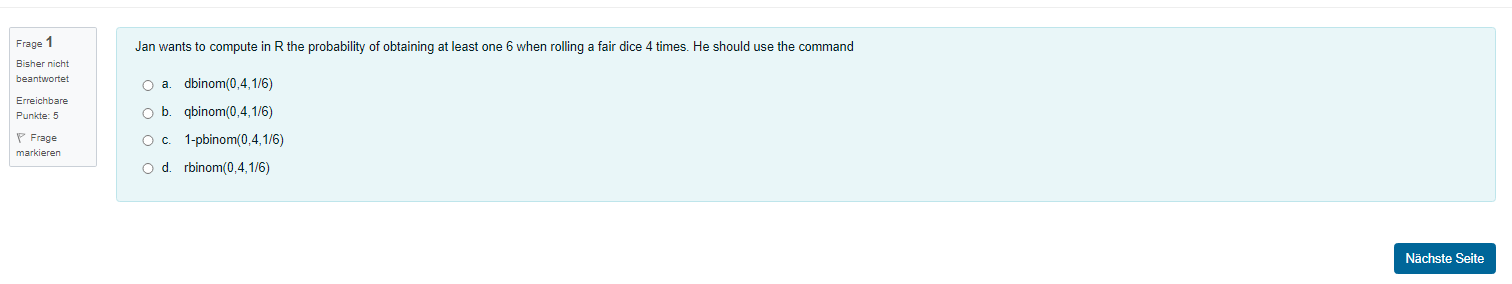 Frage 1
Bisher nicht
beantwortet
Erreichbare
Punkte: 5
Frage
markieren
Jan wants to compute in R the probability of obtaining at least one 6 when rolling a fair dice 4 times. He should use the command
a. dbinom(0,4,1/6)
b. qbinom(0,4,1/6)
c. 1-pbinom(0,4,1/6)
d. rbinom(0,4,1/6)
Nächste Seite